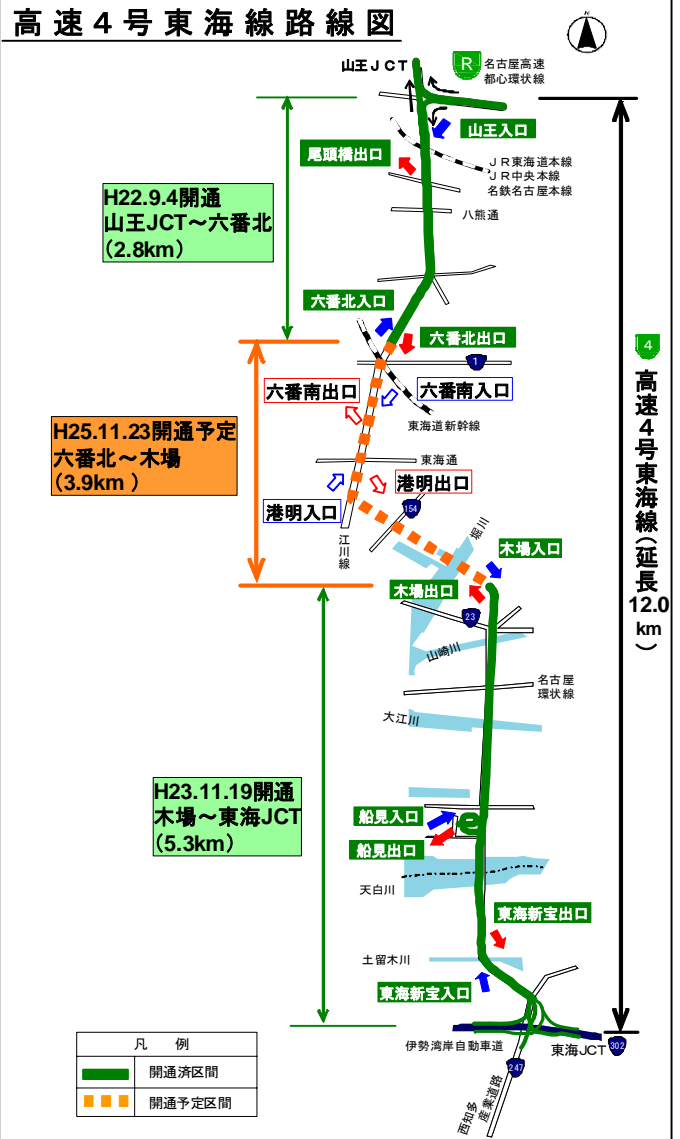 高速４号東海線路線図
N
山王ＪＣＴ
R
名古屋高速
都心環状線
山王入口
尾頭橋出口
ＪＲ東海道本線
ＪＲ中央本線
名鉄名古屋本線
H22.9.4開通
山王JCT～六番北
(2.8km)
八熊通
六番北入口
六番北出口
1
4
高速４号東海線（延長12.0km）
六番南出口
六番南入口
東海道新幹線
H25.11.23開通予定
六番北～木場
(3.9km )
東海通
港明出口
港明入口
154
江川線
堀川
木場入口
木場出口
23
山崎川
名古屋
環状線
大江川
H23.11.19開通
木場～東海JCT
(5.3km)
船見入口
船見出口
天白川
東海新宝出口
土留木川
東海新宝入口
伊勢湾岸自動車道
東海JCT
302
247
西知多
産業道路
凡　例
開通済区間
開通予定区間